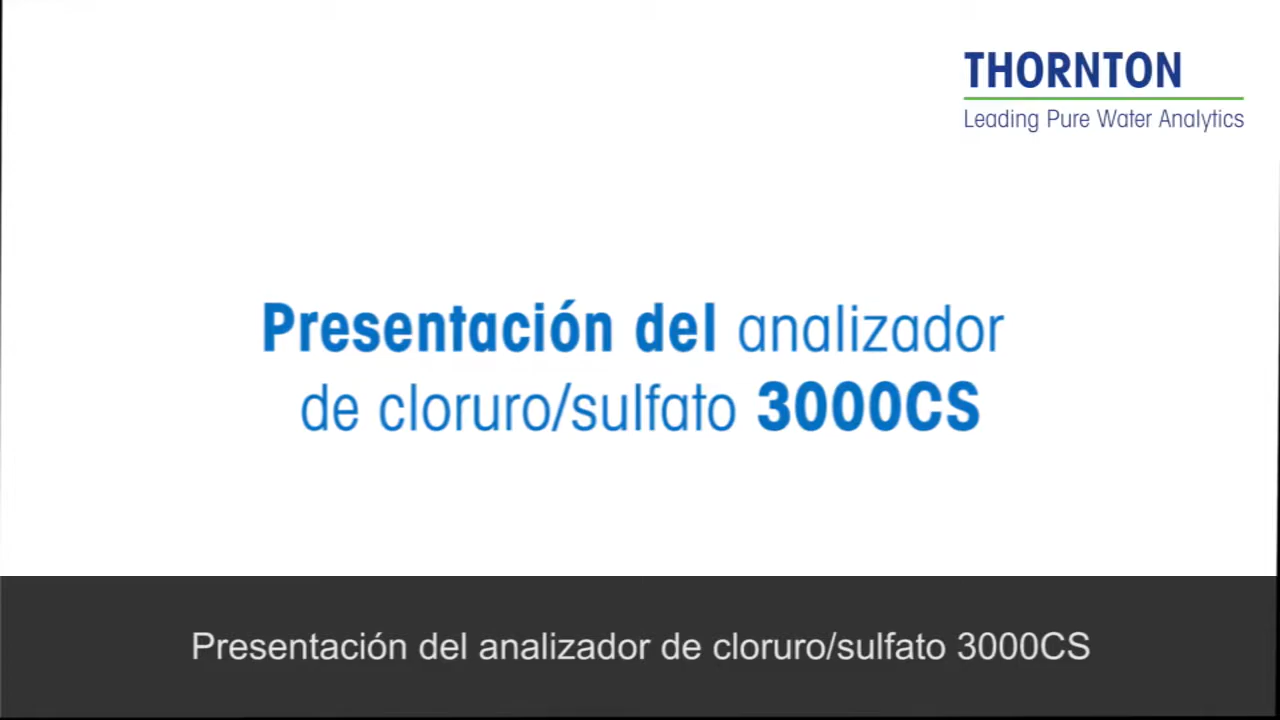 THORNTON
Leading Pure Water Analytics
Presentación del analizador
de cloruro/sulfato 3000CS
Presentación del analizador de cloruro/sulfato 3000CS